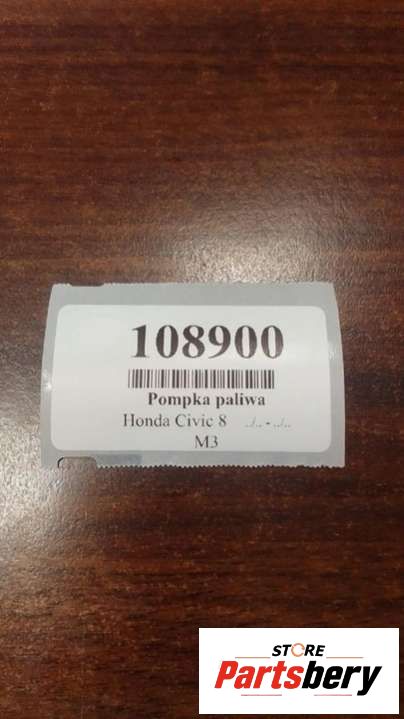 108900
Pompka paliwa
Honda Civic 8 ../.. - ../..
M3
STORE
Partsbery